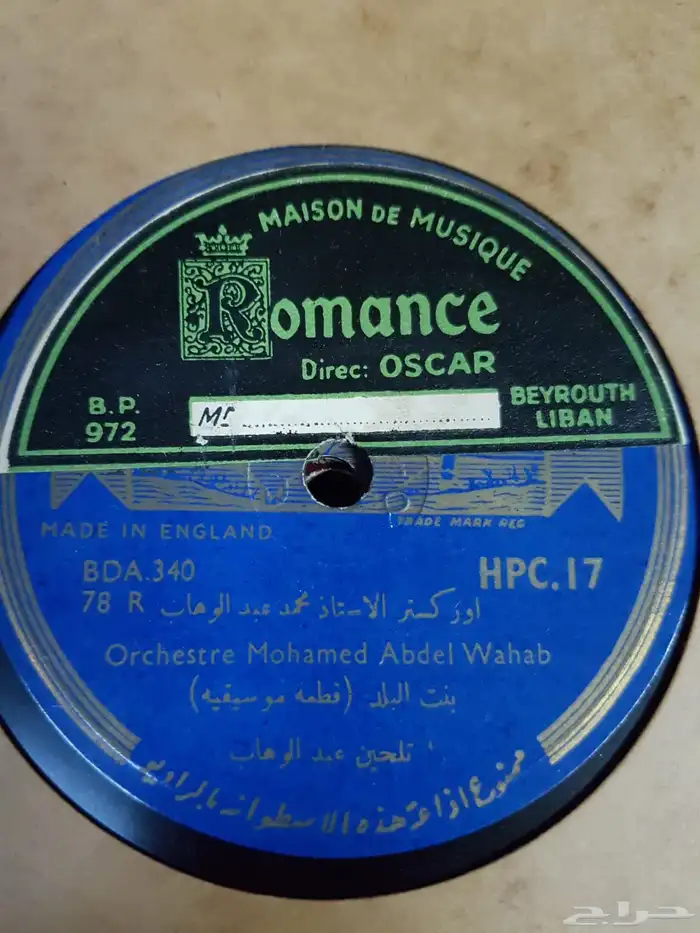 MAISON DE MUSIQUE
Romance
Direc: OSCAR
B.P. 972
Mr
BEYROUTH LIBAN
TRADE MARK REG
MADE IN ENGLAND
BDA.340
HPC.17
78 R اوركستر الاستاذ محمد عبد الوهاب
Orchestre Mohamed Abdel Wahab
بنت البلد (قطعه موسيقيه)
تلحين عبد الوهاب
ممنوع اذاعة هذه الاسطوانه بالراديو
حراج